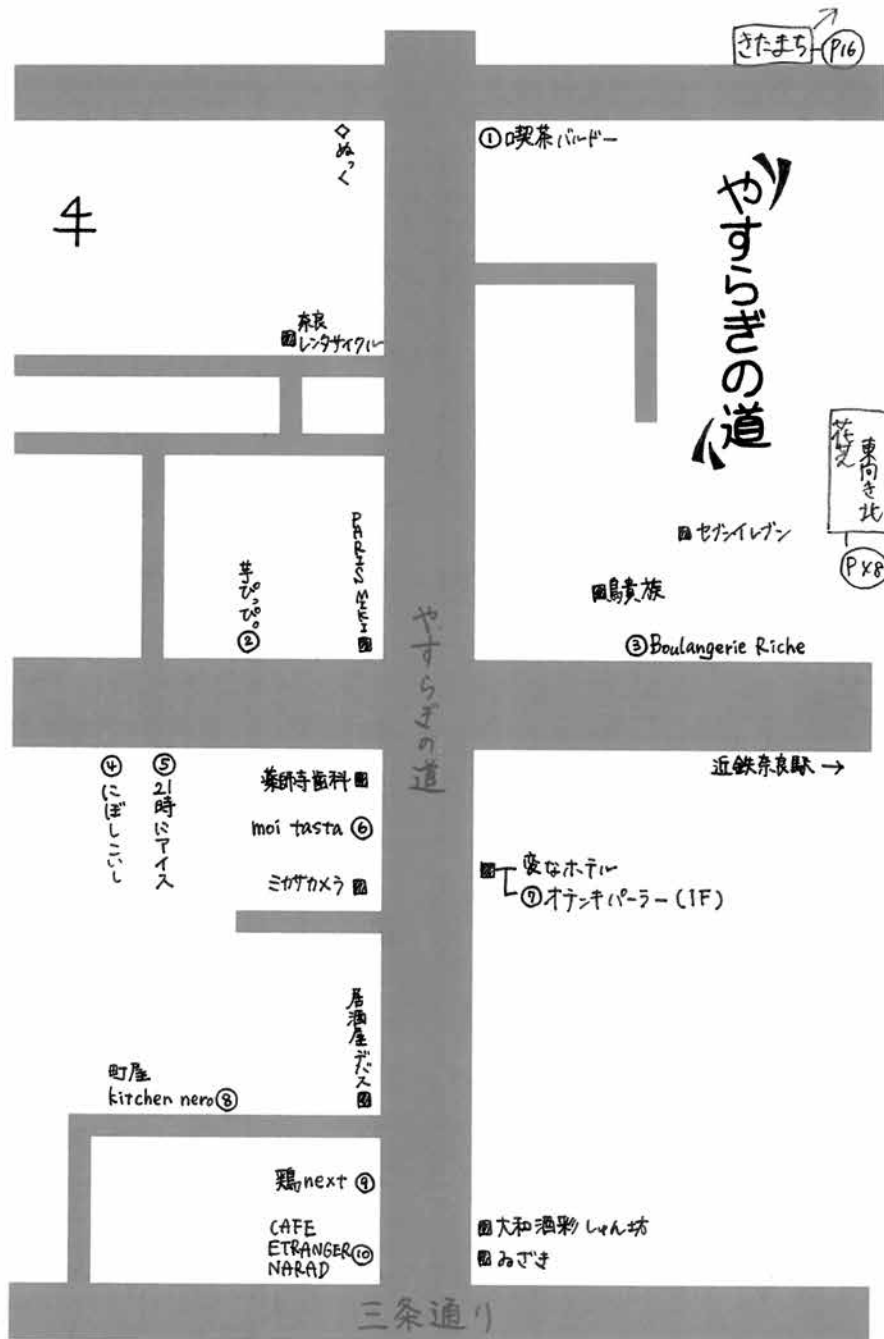 きたまち P16
①喫茶バルドー
◇ぬっく
やすらぎの道
奈良
レンタサイクル
花芝
東向き北
P48
セブンイレブン
鳥貴族
③Boulangerie Riche
PARIS MIKI
芋ぴっぴ。②
やすらぎの道
近鉄奈良駅→
④にぼしこいし
⑤21時にアイス
薬師寺歯科
moi tasta⑥
ミカサカメラ
変なホテル
⑦オテンキパーラー(1F)
居酒屋デバス
町屋
kitchen nero⑧
鶏next⑨
CAFE
ETRANGER⑩
NARAD
大和酒彩しゅん坊
ゐざき
三条通り